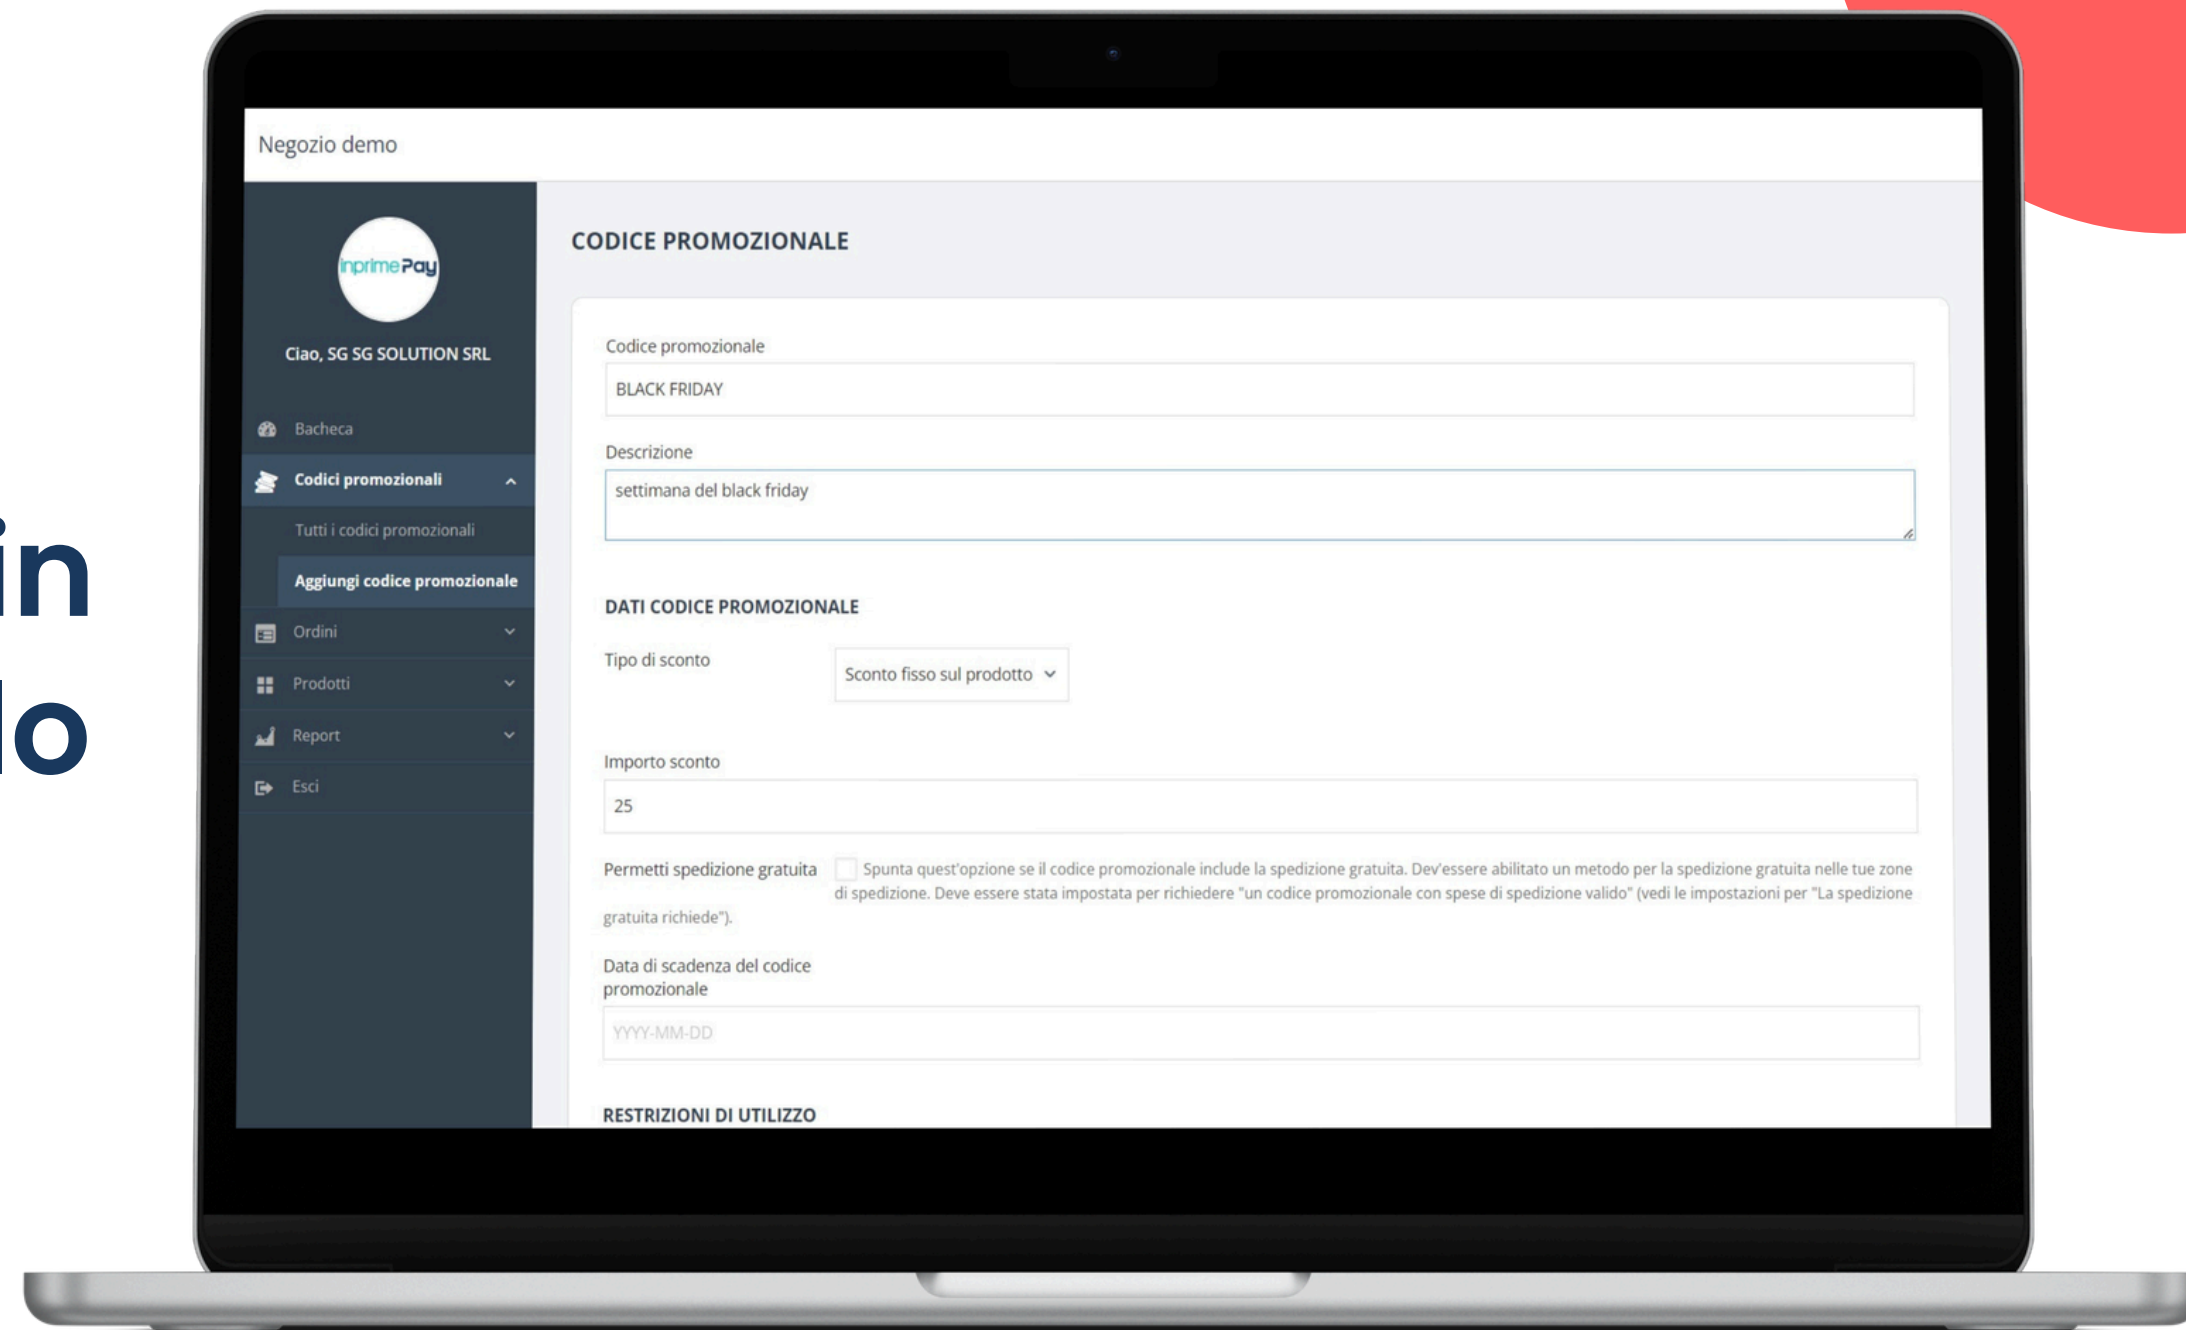 in
lo
Negozio demo
inprimePay
Ciao, SG SG SOLUTION SRL
Bacheca
Codici promozionali
Tutti i codici promozionali
Aggiungi codice promozionale
Ordini
Prodotti
Report
Esci
CODICE PROMOZIONALE
Codice promozionale
BLACK FRIDAY
Descrizione
settimana del black friday
DATI CODICE PROMOZIONALE
Tipo di sconto
Sconto fisso sul prodotto
Importo sconto
25
Permetti spedizione gratuita Spunta quest'opzione se il codice promozionale include la spedizione gratuita. Dev'essere abilitato un metodo per la spedizione gratuita nelle tue zone
di spedizione. Deve essere stata impostata per richiedere "un codice promozionale con spese di spedizione valido" (vedi le impostazioni per "La spedizione
gratuita richiede").
Data di scadenza del codice
promozionale
YYYY-MM-DD
RESTRIZIONI DI UTILIZZO